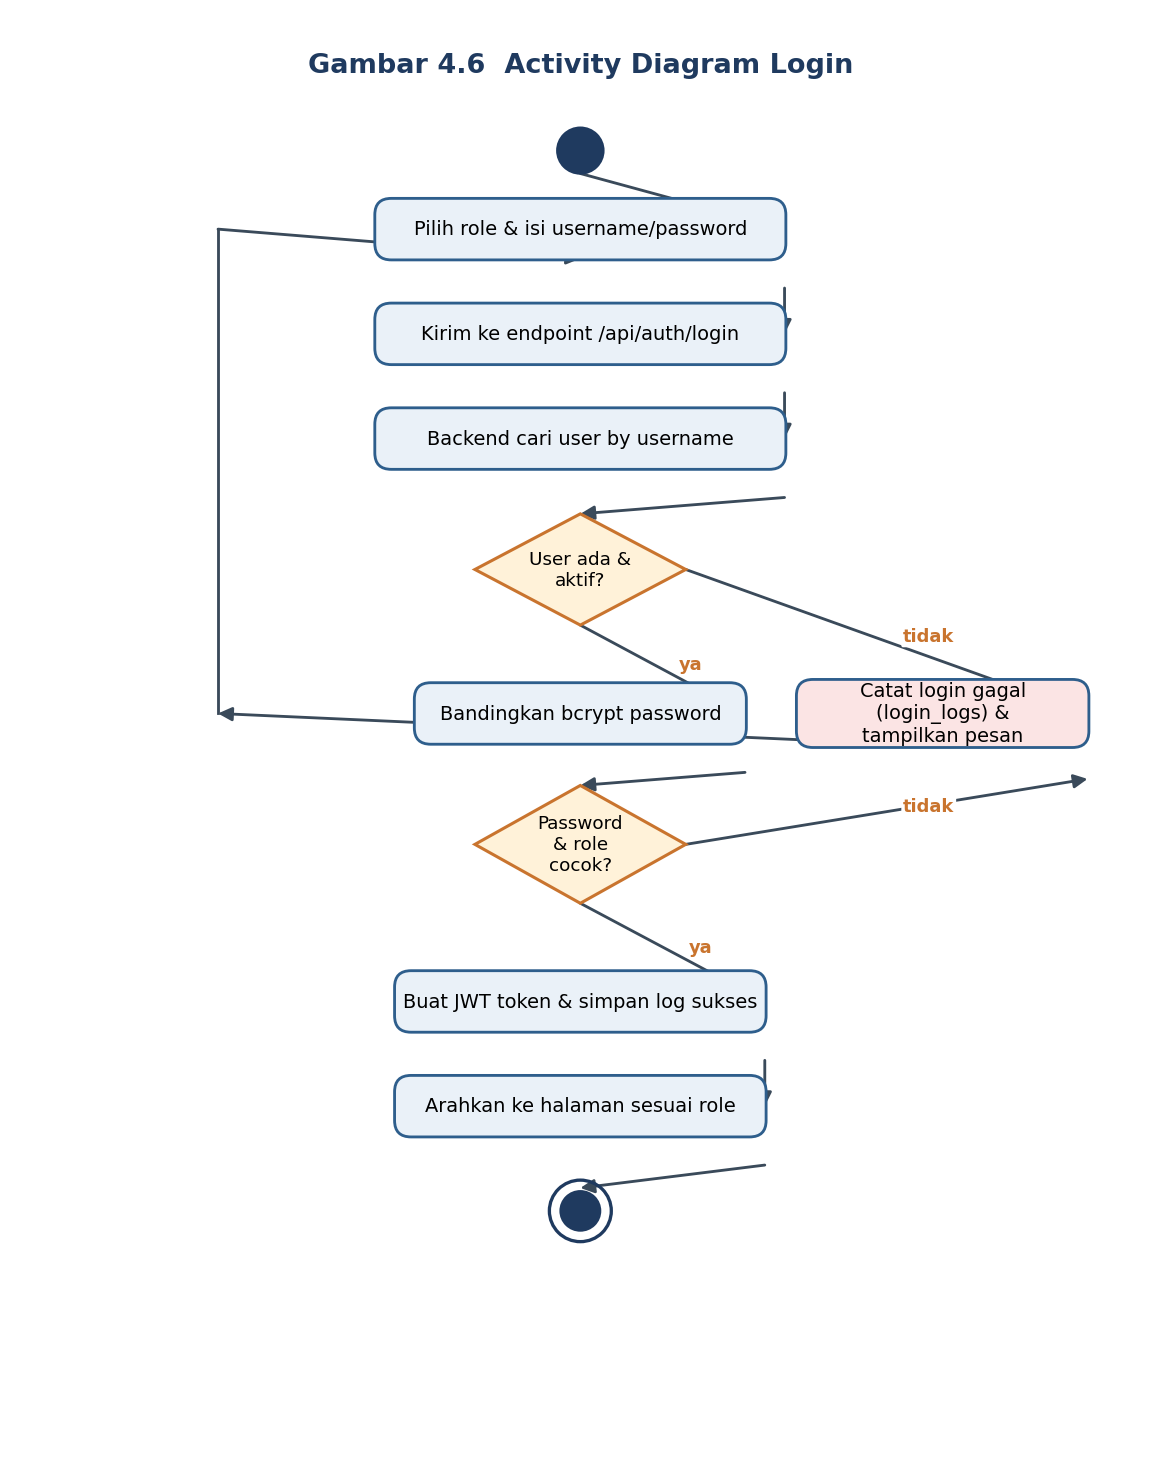 Gambar 4.6  Activity Diagram Login
Pilih role & isi username/password
Kirim ke endpoint /api/auth/login
Backend cari user by username
User ada &
aktif?
tidak
ya
Bandingkan bcrypt password
Catat login gagal
(login_logs) &
tampilkan pesan
tidak
Password
& role
cocok?
ya
Buat JWT token & simpan log sukses
Arahkan ke halaman sesuai role